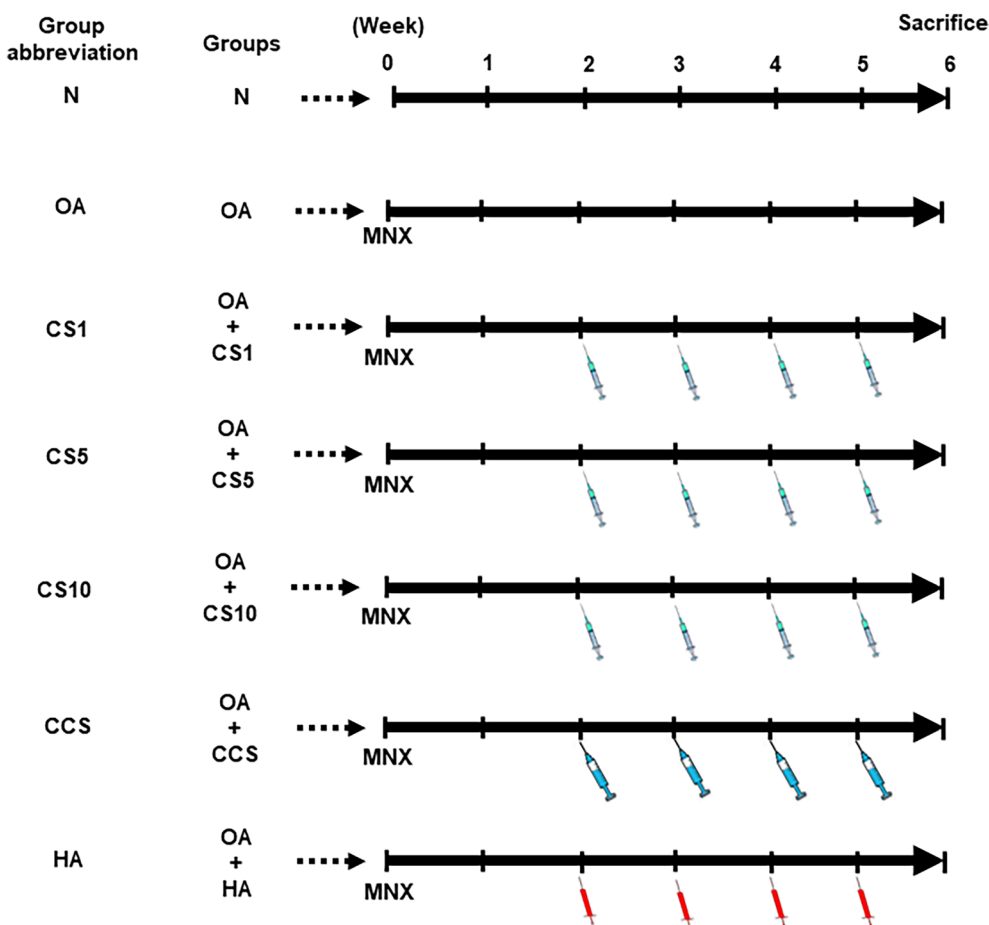 Group
abbreviation
Groups
(Week)
Sacrifice
0 1 2 3 4 5 6
N
N
OA
OA
MNX
CS1
OA
+
CS1
MNX
CS5
OA
+
CS5
MNX
CS10
OA
+
CS10
MNX
CCS
OA
+
CCS
MNX
HA
OA
+
HA
MNX